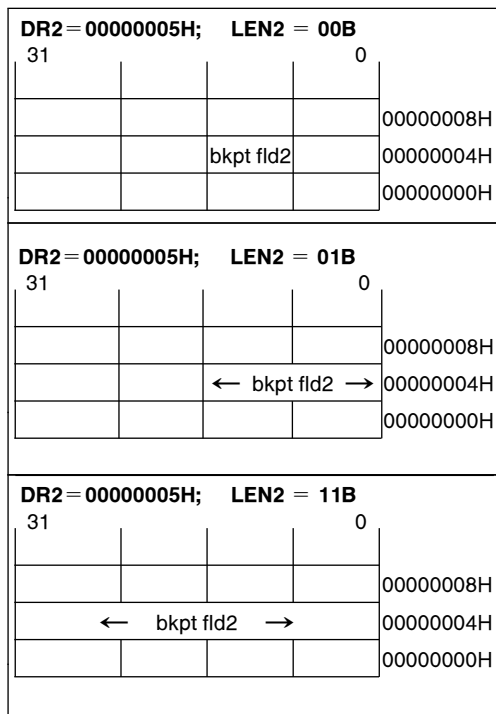 DR2=00000005H; LEN2 = 00B
31 0
00000008H
bkpt fld2 00000004H
00000000H
DR2=00000005H; LEN2 = 01B
31 0
00000008H
← bkpt fld2 → 00000004H
00000000H
DR2=00000005H; LEN2 = 11B
31 0
00000008H
← bkpt fld2 → 00000004H
00000000H